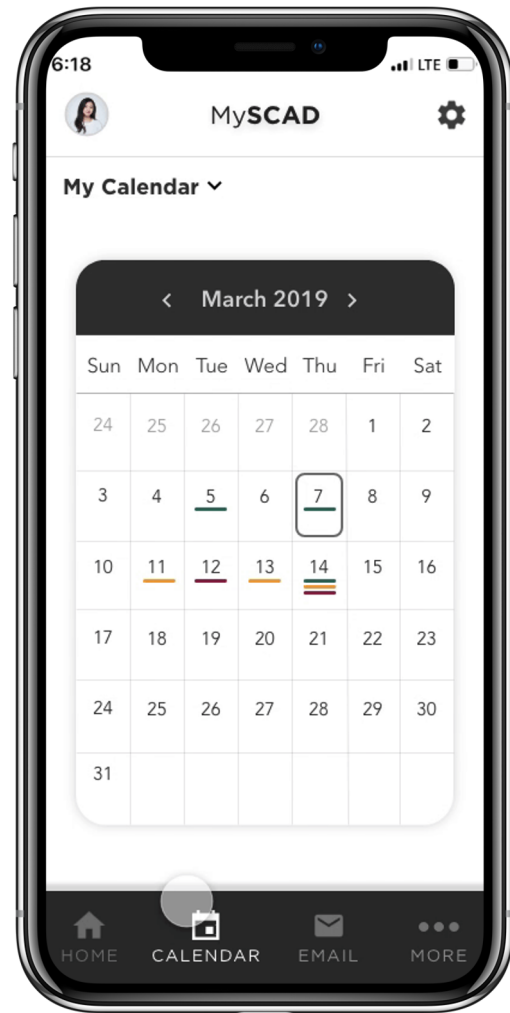 6:18 LTE
MySCAD
My Calendar
March 2019
Sun Mon Tue Wed Thu Fri Sat
24 25 26 27 28 1 2
3 4 5 6 7 8 9
10 11 12 13 14 15 16
17 18 19 20 21 22 23
24 25 26 27 28 29 30
31
HOME CALENDAR EMAIL MORE